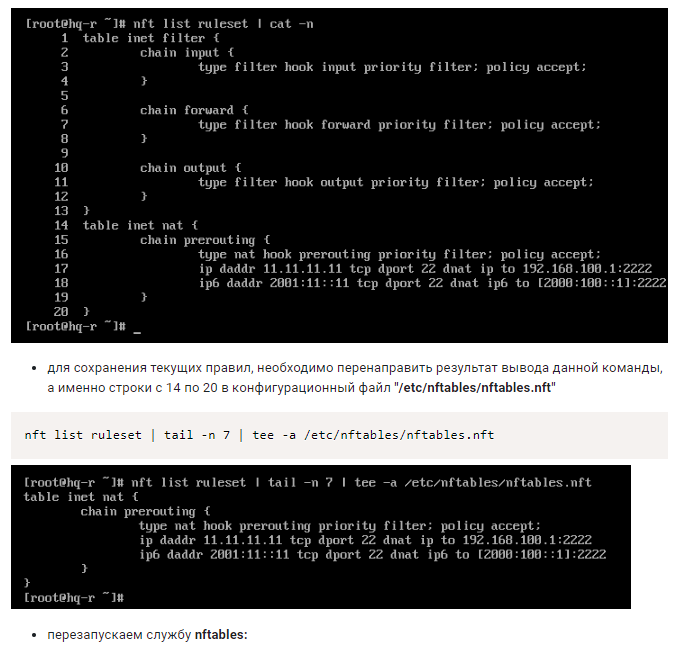 [root@hq-r ~]# nft list ruleset | cat -n
1 table inet filter {
2 chain input {
3 type filter hook input priority filter; policy accept;
4 }
5
6 chain forward {
7 type filter hook forward priority filter; policy accept;
8 }
9
10 chain output {
11 type filter hook output priority filter; policy accept;
12 }
13 }
14 table inet nat {
15 chain prerouting {
16 type nat hook prerouting priority filter; policy accept;
17 ip daddr 11.11.11.11 tcp dport 22 dnat ip to 192.168.100.1:2222
18 ip6 daddr 2001:11::11 tcp dport 22 dnat ip6 to [2000:100::1]:2222
19 }
20 }
[root@hq-r ~]# _
• для сохранения текущих правил, необходимо перенаправить результат вывода данной команды,
а именно строки с 14 по 20 в конфигурационный файл "/etc/nftables/nftables.nft"
nft list ruleset | tail -n 7 | tee -a /etc/nftables/nftables.nft
[root@hq-r ~]# nft list ruleset | tail -n 7 | tee -a /etc/nftables/nftables.nft
table inet nat {
chain prerouting {
type nat hook prerouting priority filter; policy accept;
ip daddr 11.11.11.11 tcp dport 22 dnat ip to 192.168.100.1:2222
ip6 daddr 2001:11::11 tcp dport 22 dnat ip6 to [2000:100::1]:2222
}
}
[root@hq-r ~]#
• перезапускаем службу nftables: